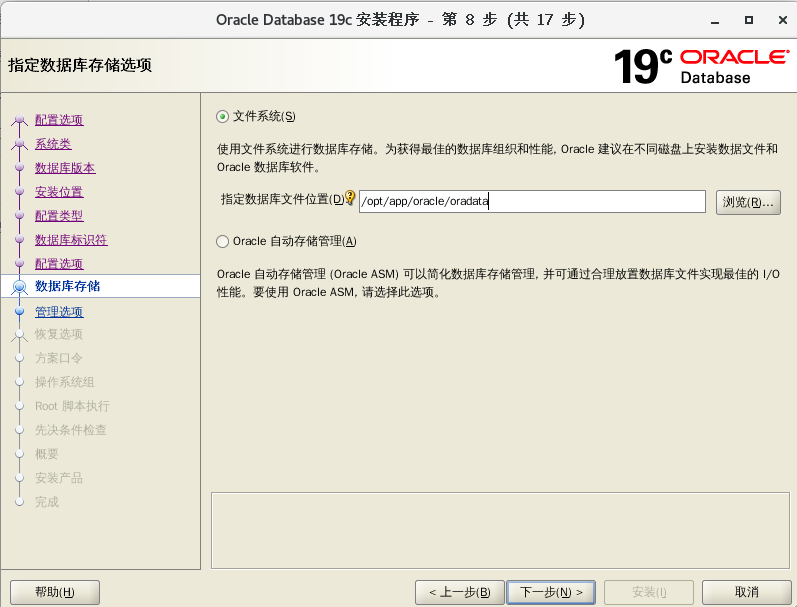 Oracle Database 19c 安装程序 - 第 8 步 (共 17 步)
指定数据库存储选项
19c ORACLE
Database
配置选项
系统类
数据库版本
安装位置
配置类型
数据库标识符
配置选项
数据库存储
管理选项
恢复选项
方案口令
操作系统组
Root 脚本执行
先决条件检查
概要
安装产品
完成
文件系统(S)
使用文件系统进行数据库存储。为获得最佳的数据库组织和性能, Oracle 建议在不同磁盘上安装数据文件和
Oracle 数据库软件。
指定数据库文件位置(D) /opt/app/oracle/oradata 浏览(R)...
Oracle 自动存储管理(A)
Oracle 自动存储管理 (Oracle ASM) 可以简化数据库存储管理, 并可通过合理放置数据库文件实现最佳的 I/O
性能。要使用 Oracle ASM, 请选择此选项。
帮助(H) < 上一步(B) 下一步(N) > 安装(I) 取消